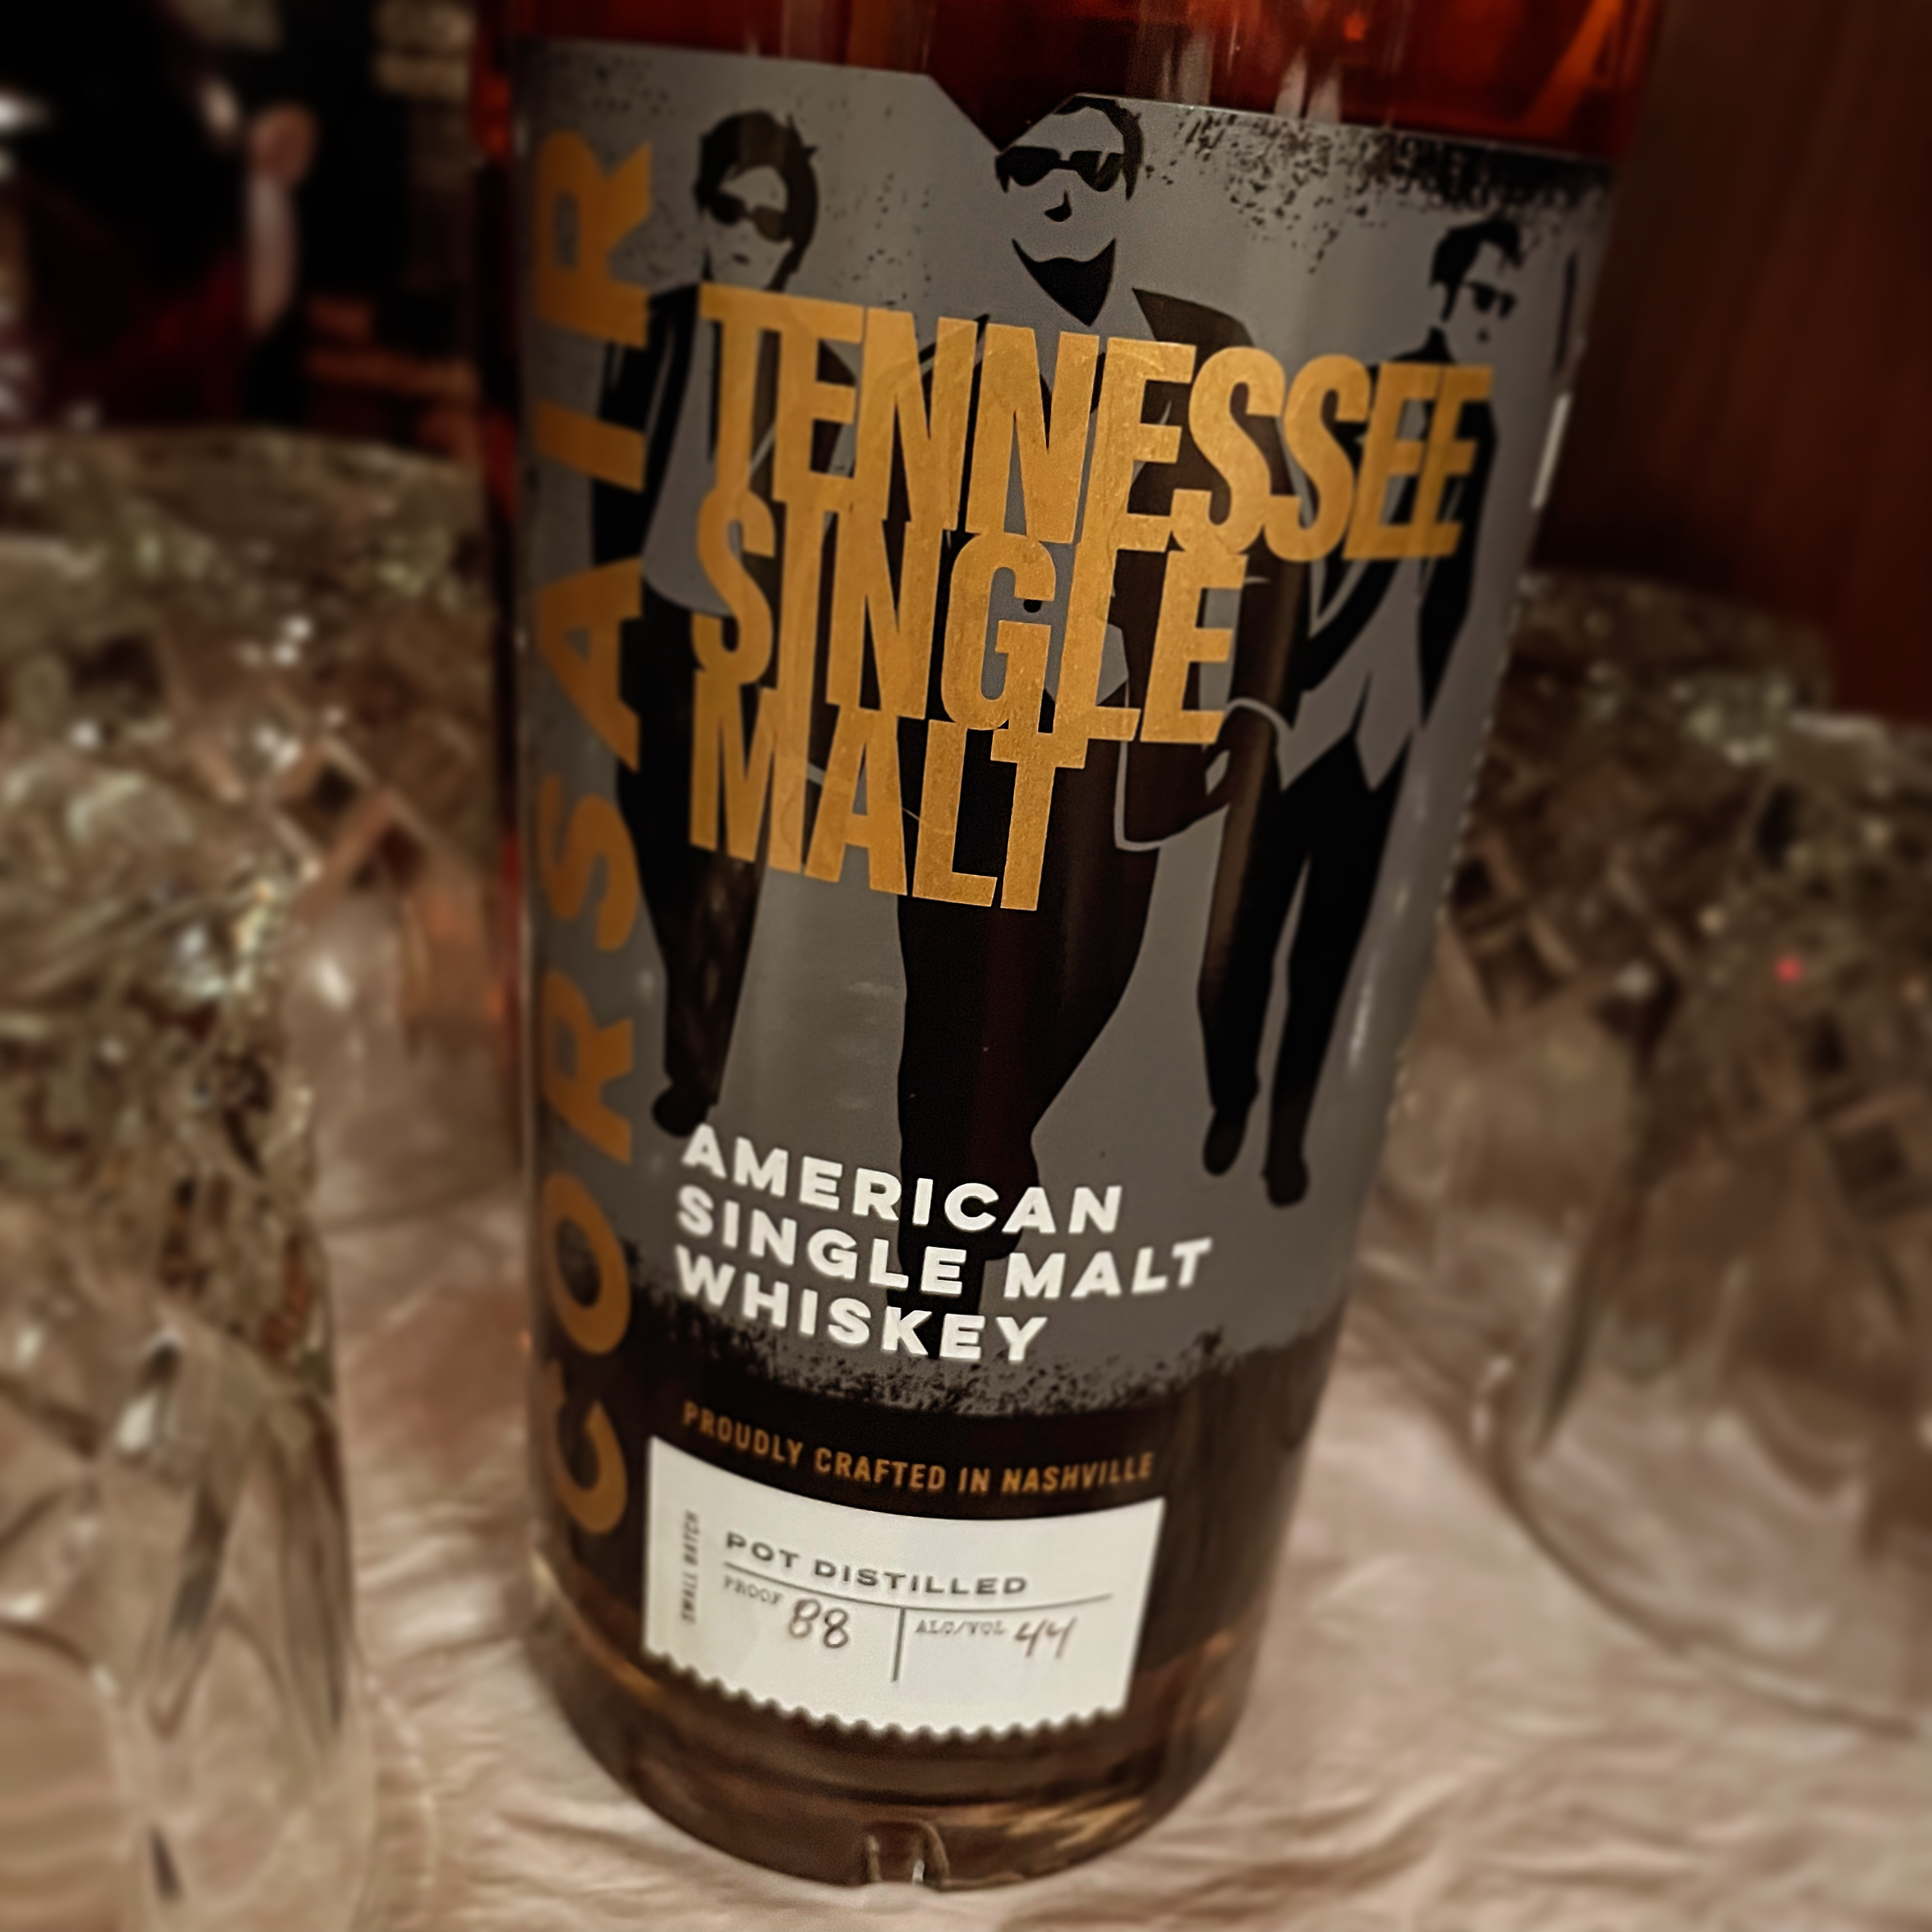 CORSAIR
TENNESSEE
SINGLE
MALT
AMERICAN
SINGLE MALT
WHISKEY
PROUDLY CRAFTED IN NASHVILLE
SMALL BATCH
POT DISTILLED
PROOF 88
ALC/VOL 44